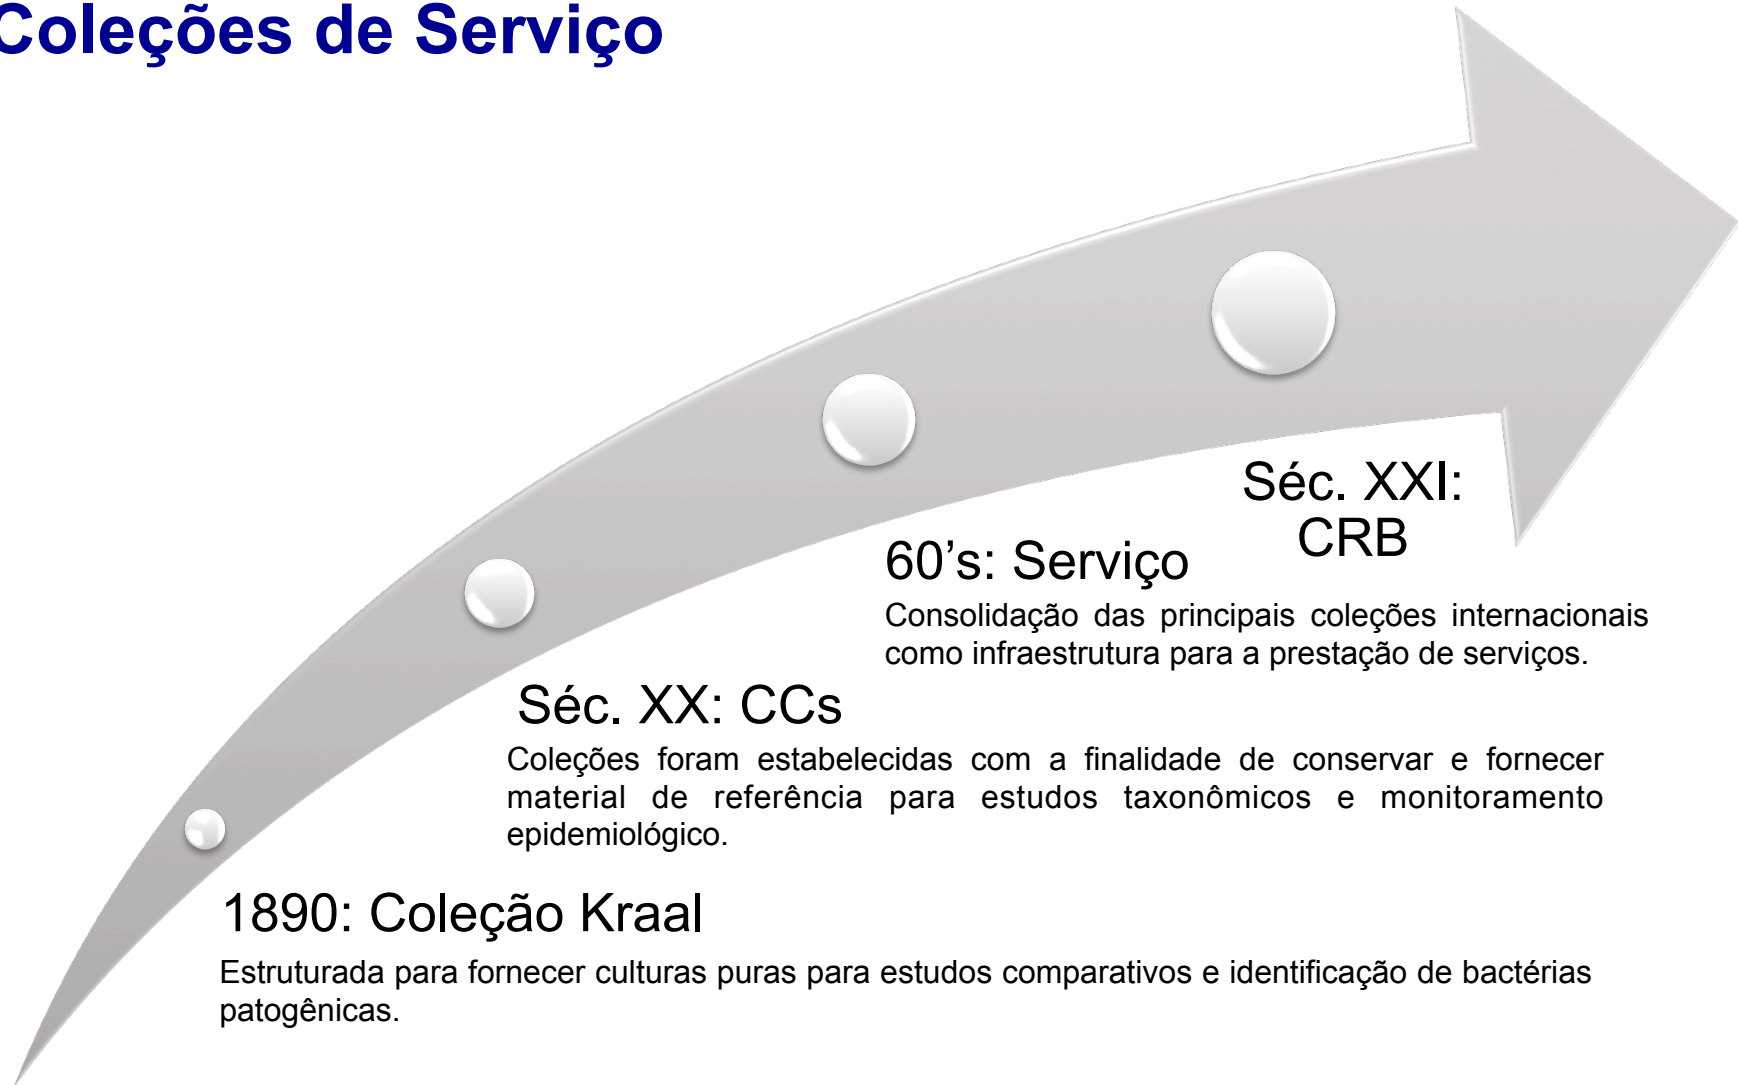 Coleções de Serviço
Séc. XXI:
CRB
60’s: Serviço
Consolidação das principais coleções internacionais
como infraestrutura para a prestação de serviços.
Séc. XX: CCs
Coleções foram estabelecidas com a finalidade de conservar e fornecer
material de referência para estudos taxonômicos e monitoramento
epidemiológico.
1890: Coleção Kraal
Estruturada para fornecer culturas puras para estudos comparativos e identificação de bactérias
patogênicas.